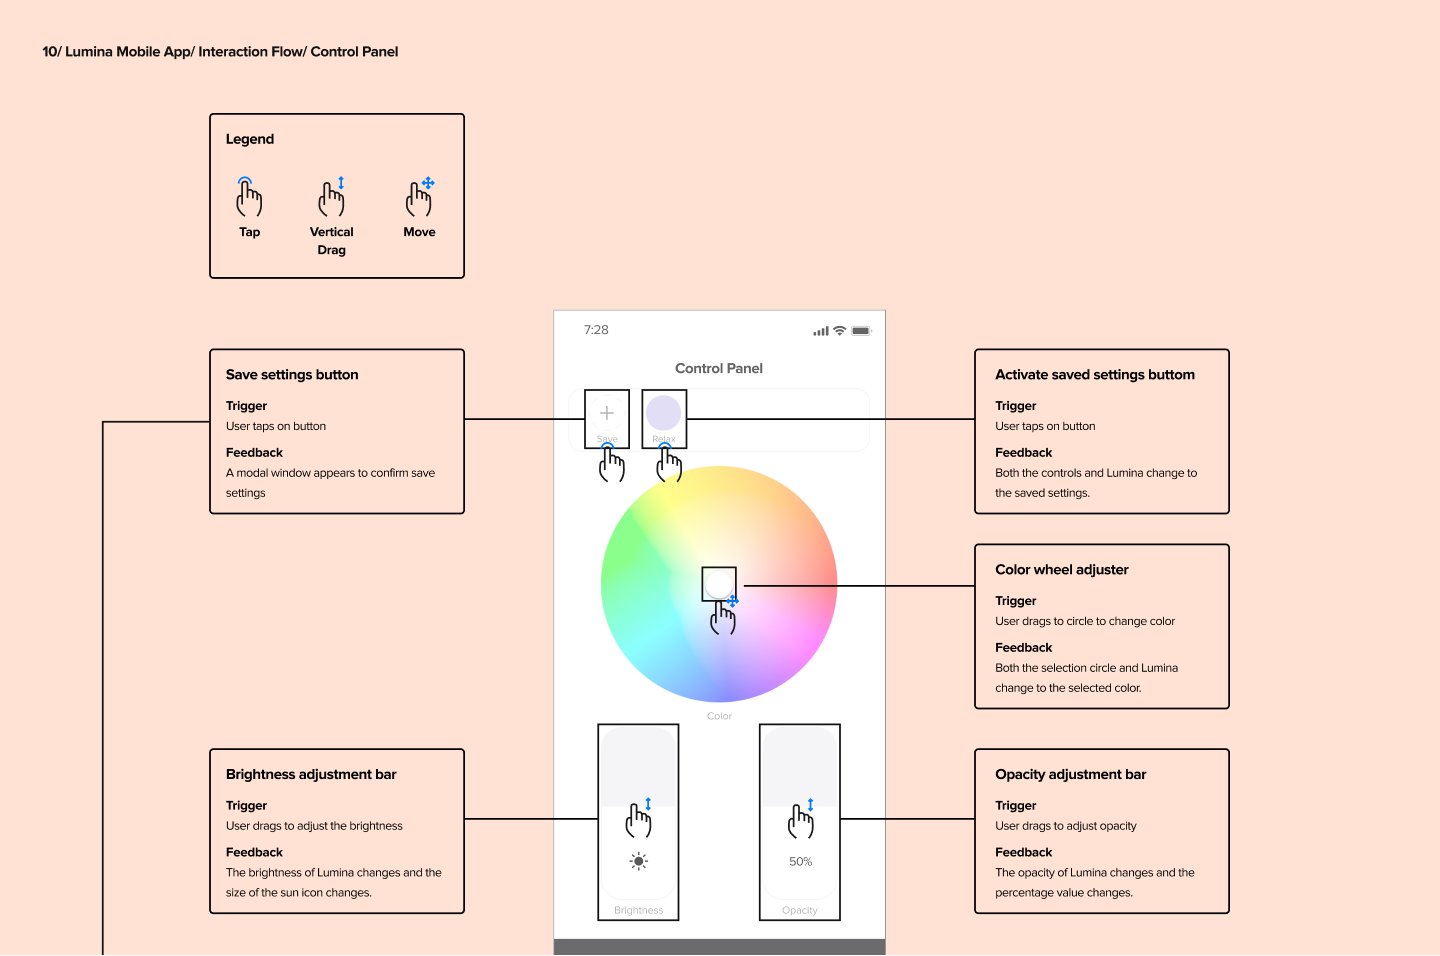 10/ Lumina Mobile App/ Interaction Flow/ Control Panel
Legend
Tap
Vertical
Drag
Move
7:28
Control Panel
Save
Relax
Color
50%
Brightness
Opacity
Save settings button
Trigger
User taps on button
Feedback
A modal window appears to confirm save
settings
Activate saved settings buttom
Trigger
User taps on button
Feedback
Both the controls and Lumina change to
the saved settings.
Color wheel adjuster
Trigger
User drags to circle to change color
Feedback
Both the selection circle and Lumina
change to the selected color.
Brightness adjustment bar
Trigger
User drags to adjust the brightness
Feedback
The brightness of Lumina changes and the
size of the sun icon changes.
Opacity adjustment bar
Trigger
User drags to adjust opacity
Feedback
The opacity of Lumina changes and the
percentage value changes.